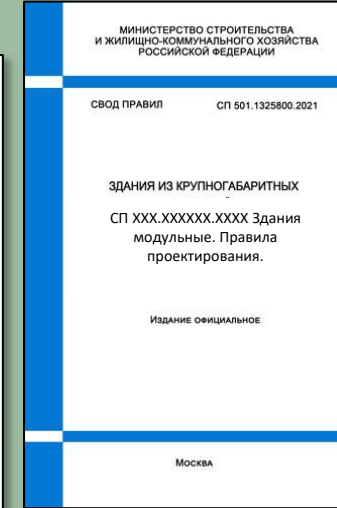 МИНИСТЕРСТВО СТРОИТЕЛЬСТВА
И ЖИЛИЩНО-КОММУНАЛЬНОГО ХОЗЯЙСТВА
РОССИЙСКОЙ ФЕДЕРАЦИИ
СВОД ПРАВИЛ СП 501.1325800.2021
ЗДАНИЯ ИЗ КРУПНОГАБАРИТНЫХ
СП XXX.XXXXXX.XXXX Здания
модульные. Правила
проектирования.
ИЗДАНИЕ ОФИЦИАЛЬНОЕ
МОСКВА